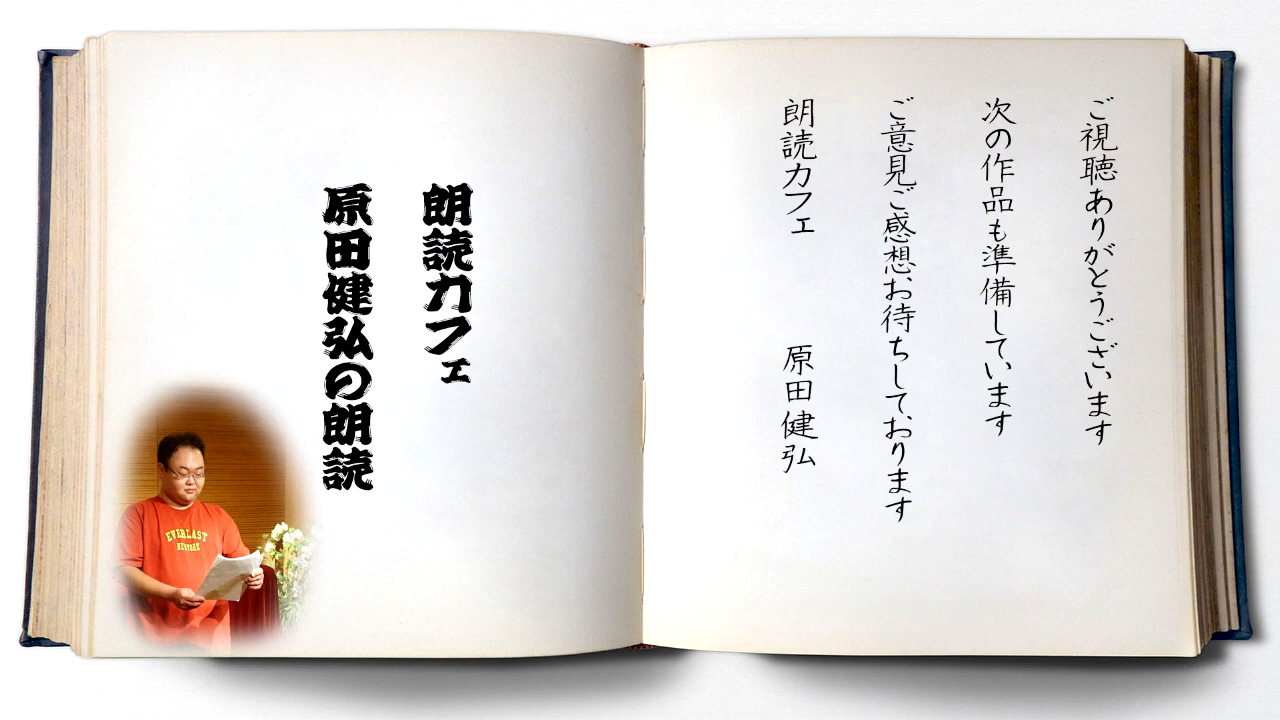 ご視聴ありがとうございます
次の作品も準備しています
ご意見ご感想、お待ちしております
朗読カフェ　原田健弘
朗読カフェ
原田健弘の朗読
EVERLAST
NEW YORK